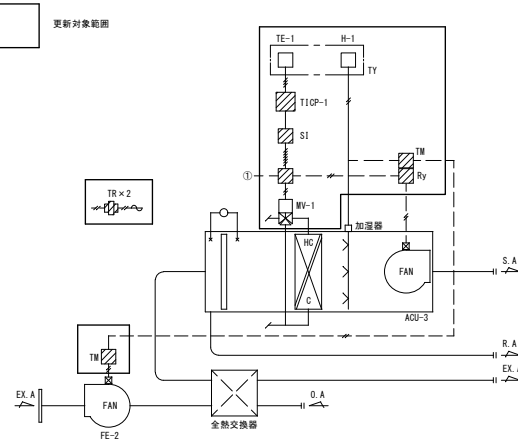 更新対象範囲
TE-1
H-1
TY
TICP-1
SI
TM
①
Ry
TR×2
MV-1
加湿器
HC
C
FAN
S.A
ACU-3
R.A
TM
EX.A
EX.A
FAN
O.A
全熱交換器
FE-2